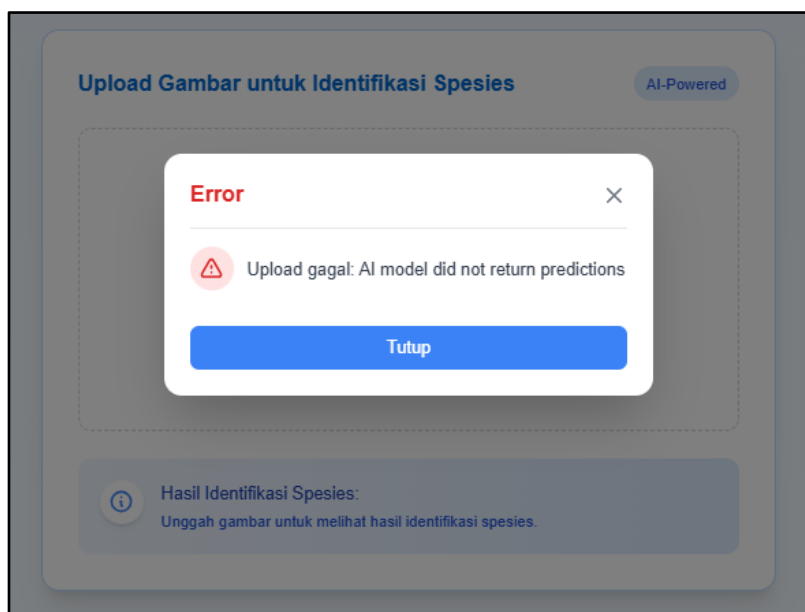 Upload Gambar untuk Identifikasi Spesies
AI-Powered
Error
Upload gagal: AI model did not return predictions
Tutup
Hasil Identifikasi Spesies:
Unggah gambar untuk melihat hasil identifikasi spesies.